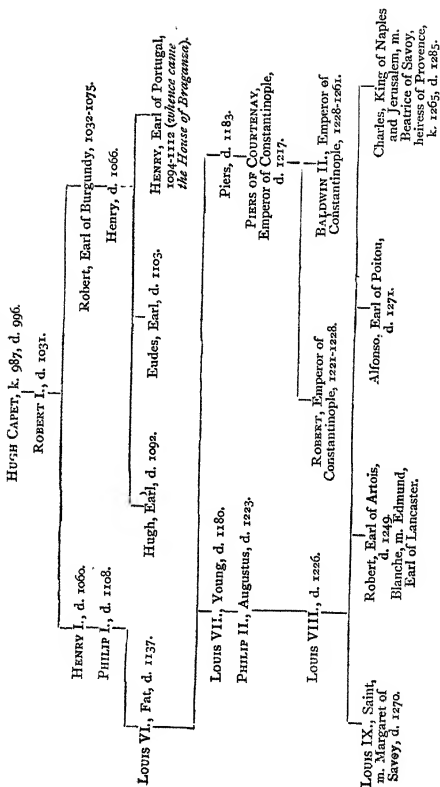 HUGH CAPET, k. 987, d. 996.
ROBERT I., d. 1031.
HENRY I., d. 1060.
Robert, Earl of Burgundy, 1032-1075.
PHILIP I., d. 1108.
Henry, d. 1066.
LOUIS VI., Fat, d. 1137.
Hugh, Earl, d. 1092.
Eudes, Earl, d. 1103.
HENRY, Earl of Portugal,
1094-1112 (whence came
the House of Braganza).
LOUIS VII., Young, d. 1180.
Piers, d. 1183.
PHILIP II., Augustus, d. 1223.
PIERS OF COURTENAY,
Emperor of Constantinople,
d. 1217.
LOUIS VIII., d. 1226.
ROBERT, Emperor of
Constantinople, 1221-1228.
BALDWIN II., Emperor of
Constantinople, 1228-1261.
LOUIS IX., Saint,
m. Margaret of
Savoy, d. 1270.
Robert, Earl of Artois,
d. 1249.
Blanche, m. Edmund,
Earl of Lancaster.
Alfonso, Earl of Poitou,
d. 1271.
Charles, King of Naples
and Jerusalem, m.
Beatrice of Savoy,
heiress of Provence,
k. 1265, d. 1285.